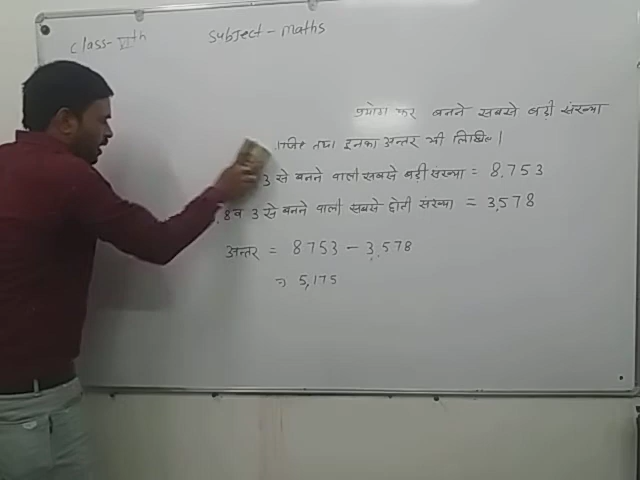 Class- VIth Subject- Maths
प्रयोग कर बनने सबसे बड़ी संख्या
तथा इनका अन्तर भी लिखिए।
3 से बनने वाली सबसे बड़ी संख्या = 8,753
8 व 3 से बनने वाली सबसे छोटी संख्या = 3,578
अन्तर = 8753 - 3,578
= 5,175